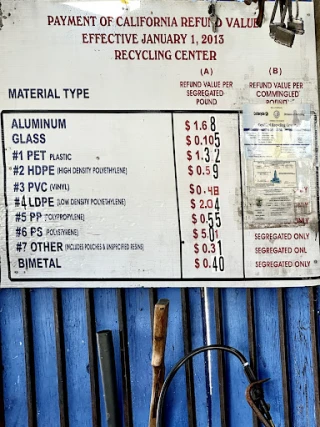 PAYMENT OF CALIFORNIA REFUND VALUE
EFFECTIVE JANUARY 1, 2013
RECYCLING CENTER
(A) (B)
MATERIAL TYPE
REFUND VALUE PER REFUND VALUE PER
SEGREGATED COMMINGLED
POUND POUND
ALUMINUM $1.68
GLASS $0.105
#1 PET PLASTIC $1.32
#2 HDPE (HIGH DENSITY POLYETHYLENE) $0.59
#3 PVC (VINYL) $0.48
#4 LDPE (LOW DENSITY POLYETHYLENE) $2.04
#5 PP (POLYPROPYLENE) $0.55
#6 PS (POLYSTYRENE) $5.01 SEGREGATED ONLY
#7 OTHER (INCLUDES POUCHES & UNSPECIFIED RESINS) $0.31 SEGREGATED ONL
BIMETAL $0.40 SEGREGATED ONLY